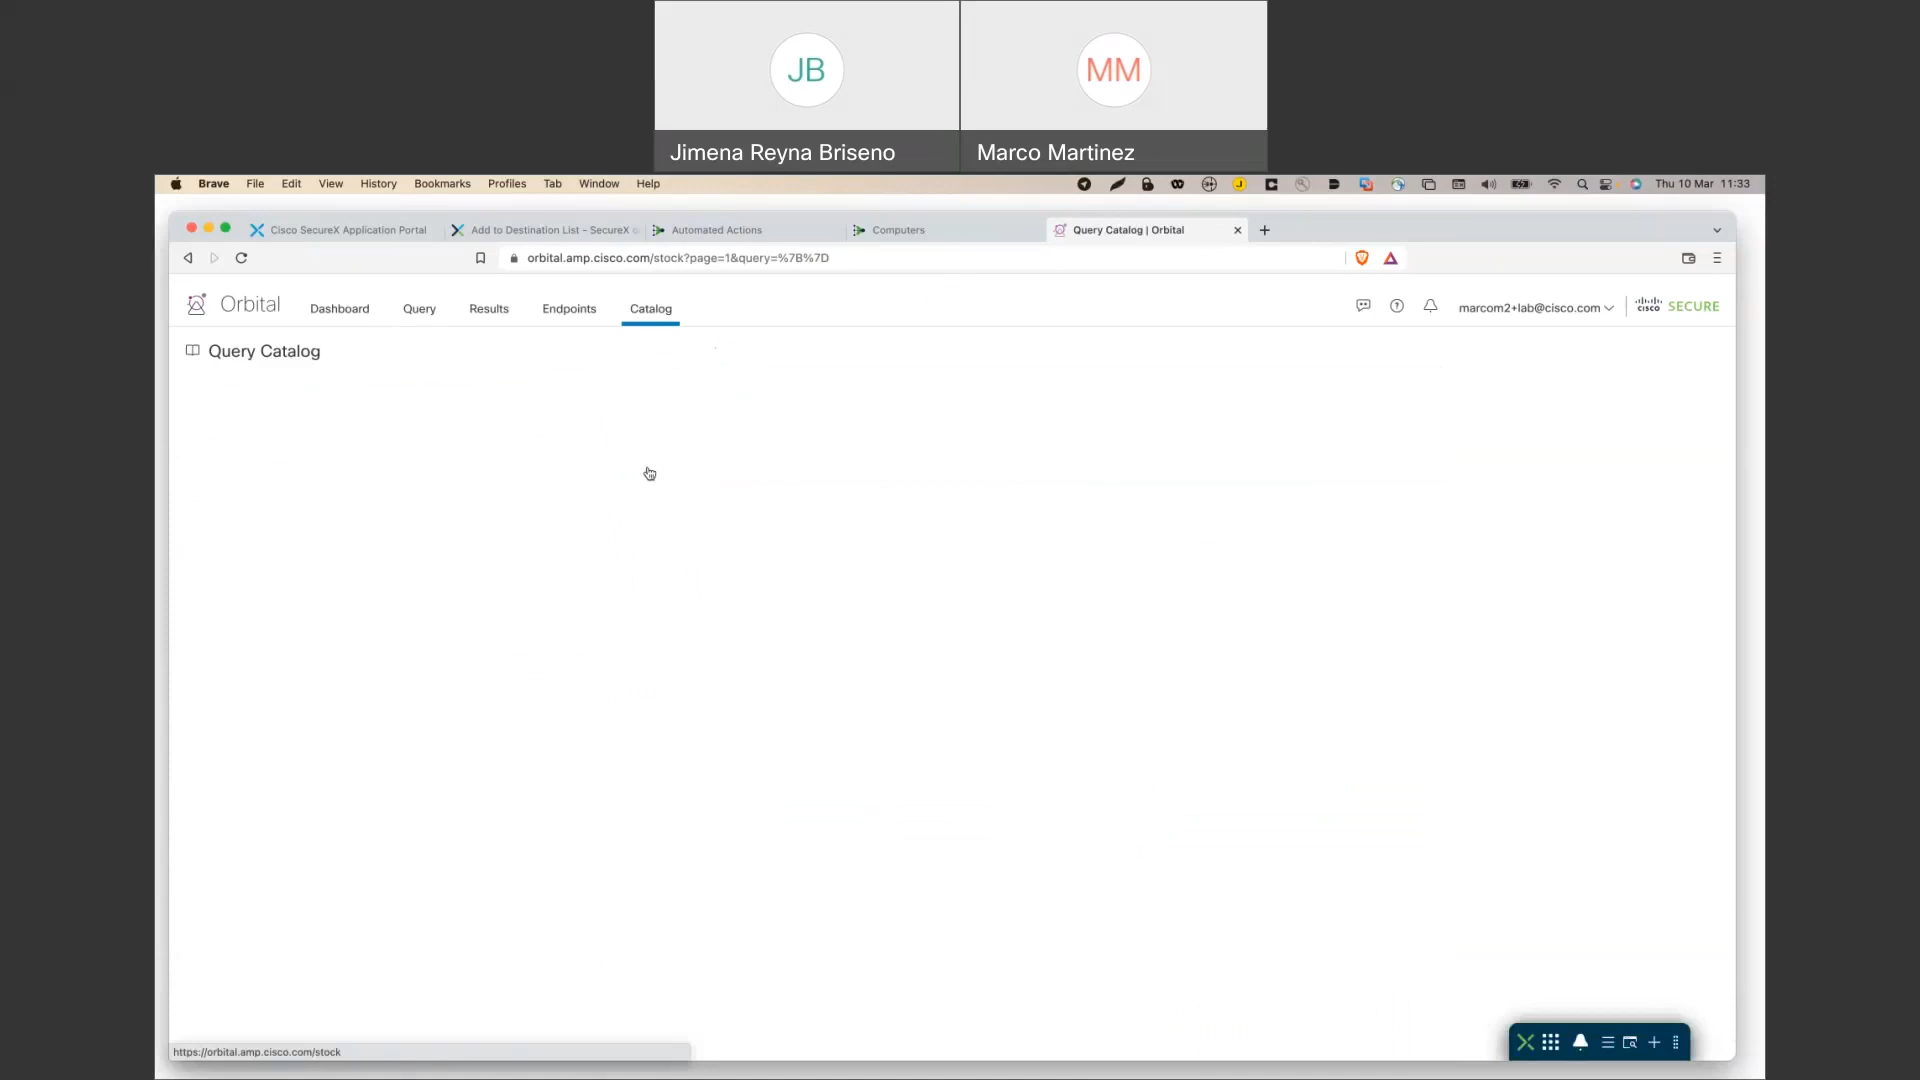 JB
MM
Jimena Reyna Briseno
Marco Martinez
Brave File Edit View History Bookmarks Profiles Tab Window Help
Thu 10 Mar 11:33
Cisco SecureX Application Portal
Add to Destination List - SecureX
Automated Actions
Computers
Query Catalog | Orbital
orbital.amp.cisco.com/stock?page=1&query=%7B%7D
Orbital
Dashboard
Query
Results
Endpoints
Catalog
marcom2+lab@cisco.com
CISCO SECURE
Query Catalog
https://orbital.amp.cisco.com/stock